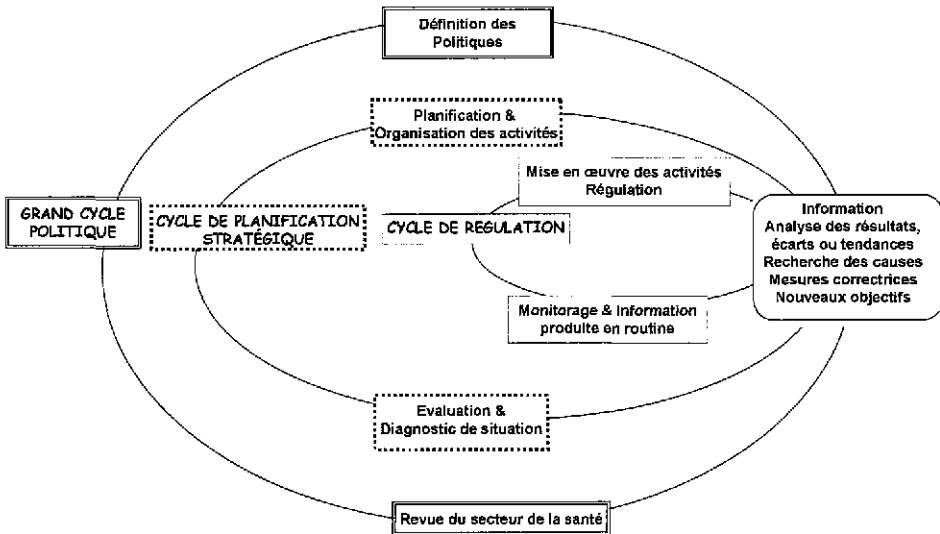 Définition des
Politiques
Planification &
Organisation des activités
Mise en œuvre des activités
Régulation
GRAND CYCLE
POLITIQUE
CYCLE DE PLANIFICATION
STRATÉGIQUE
CYCLE DE REGULATION
Information
Analyse des résultats,
écarts ou tendances
Recherche des causes
Mesures correctrices
Nouveaux objectifs
Monitorage & Information
produite en routine
Evaluation &
Diagnostic de situation
Revue du secteur de la santé